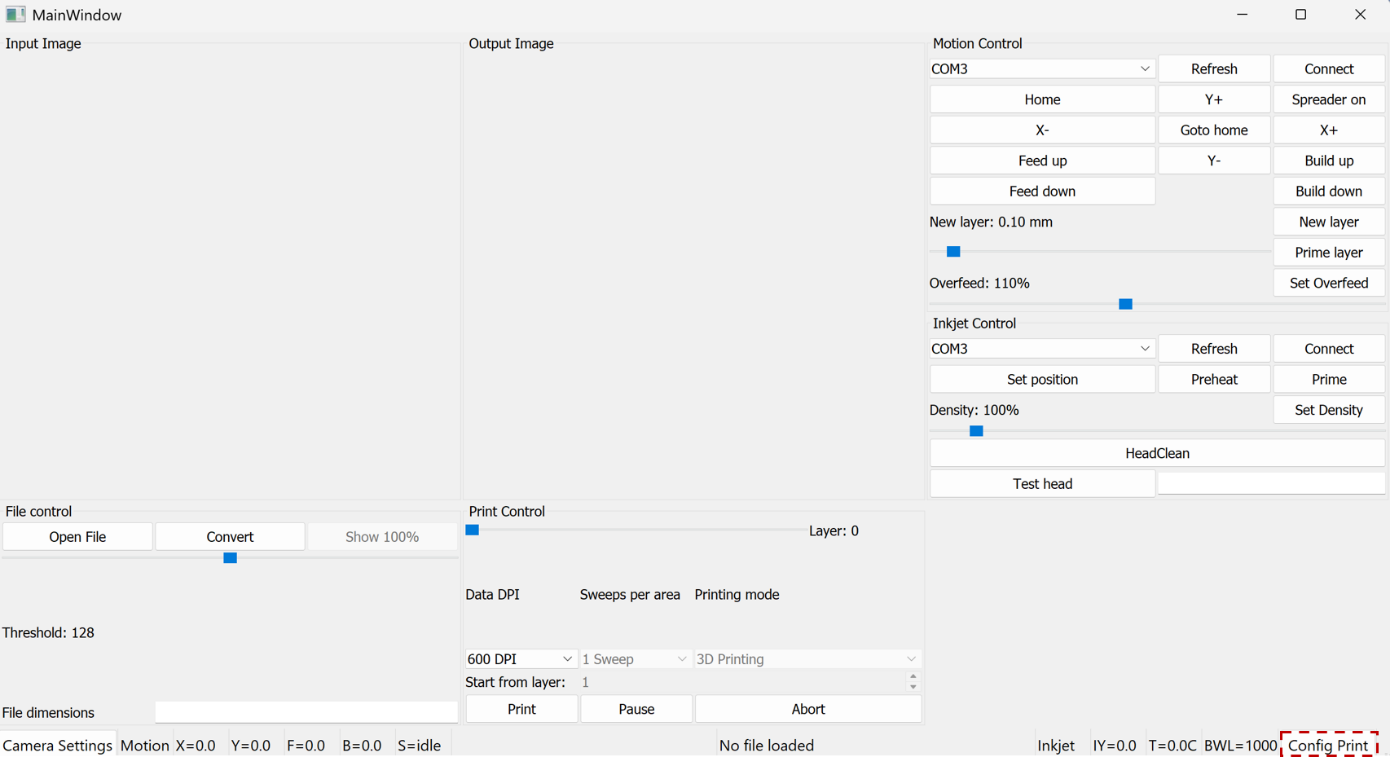 MainWindow
Input Image
Output Image
Motion Control
COM3 Refresh Connect
Home Y+ Spreader on
X- Goto home X+
Feed up Y- Build up
Feed down Build down
New layer: 0.10 mm New layer
Prime layer
Overfeed: 110% Set Overfeed
Inkjet Control
COM3 Refresh Connect
Set position Preheat Prime
Density: 100% Set Density
HeadClean
Test head
File control
Open File Convert Show 100%
Threshold: 128
File dimensions
Print Control
Layer: 0
Data DPI Sweeps per area Printing mode
600 DPI 1 Sweep 3D Printing
Start from layer: 1
Print Pause Abort
Camera Settings Motion X=0.0 Y=0.0 F=0.0 B=0.0 S=idle No file loaded Inkjet IY=0.0 T=0.0C BWL=1000 Config Print